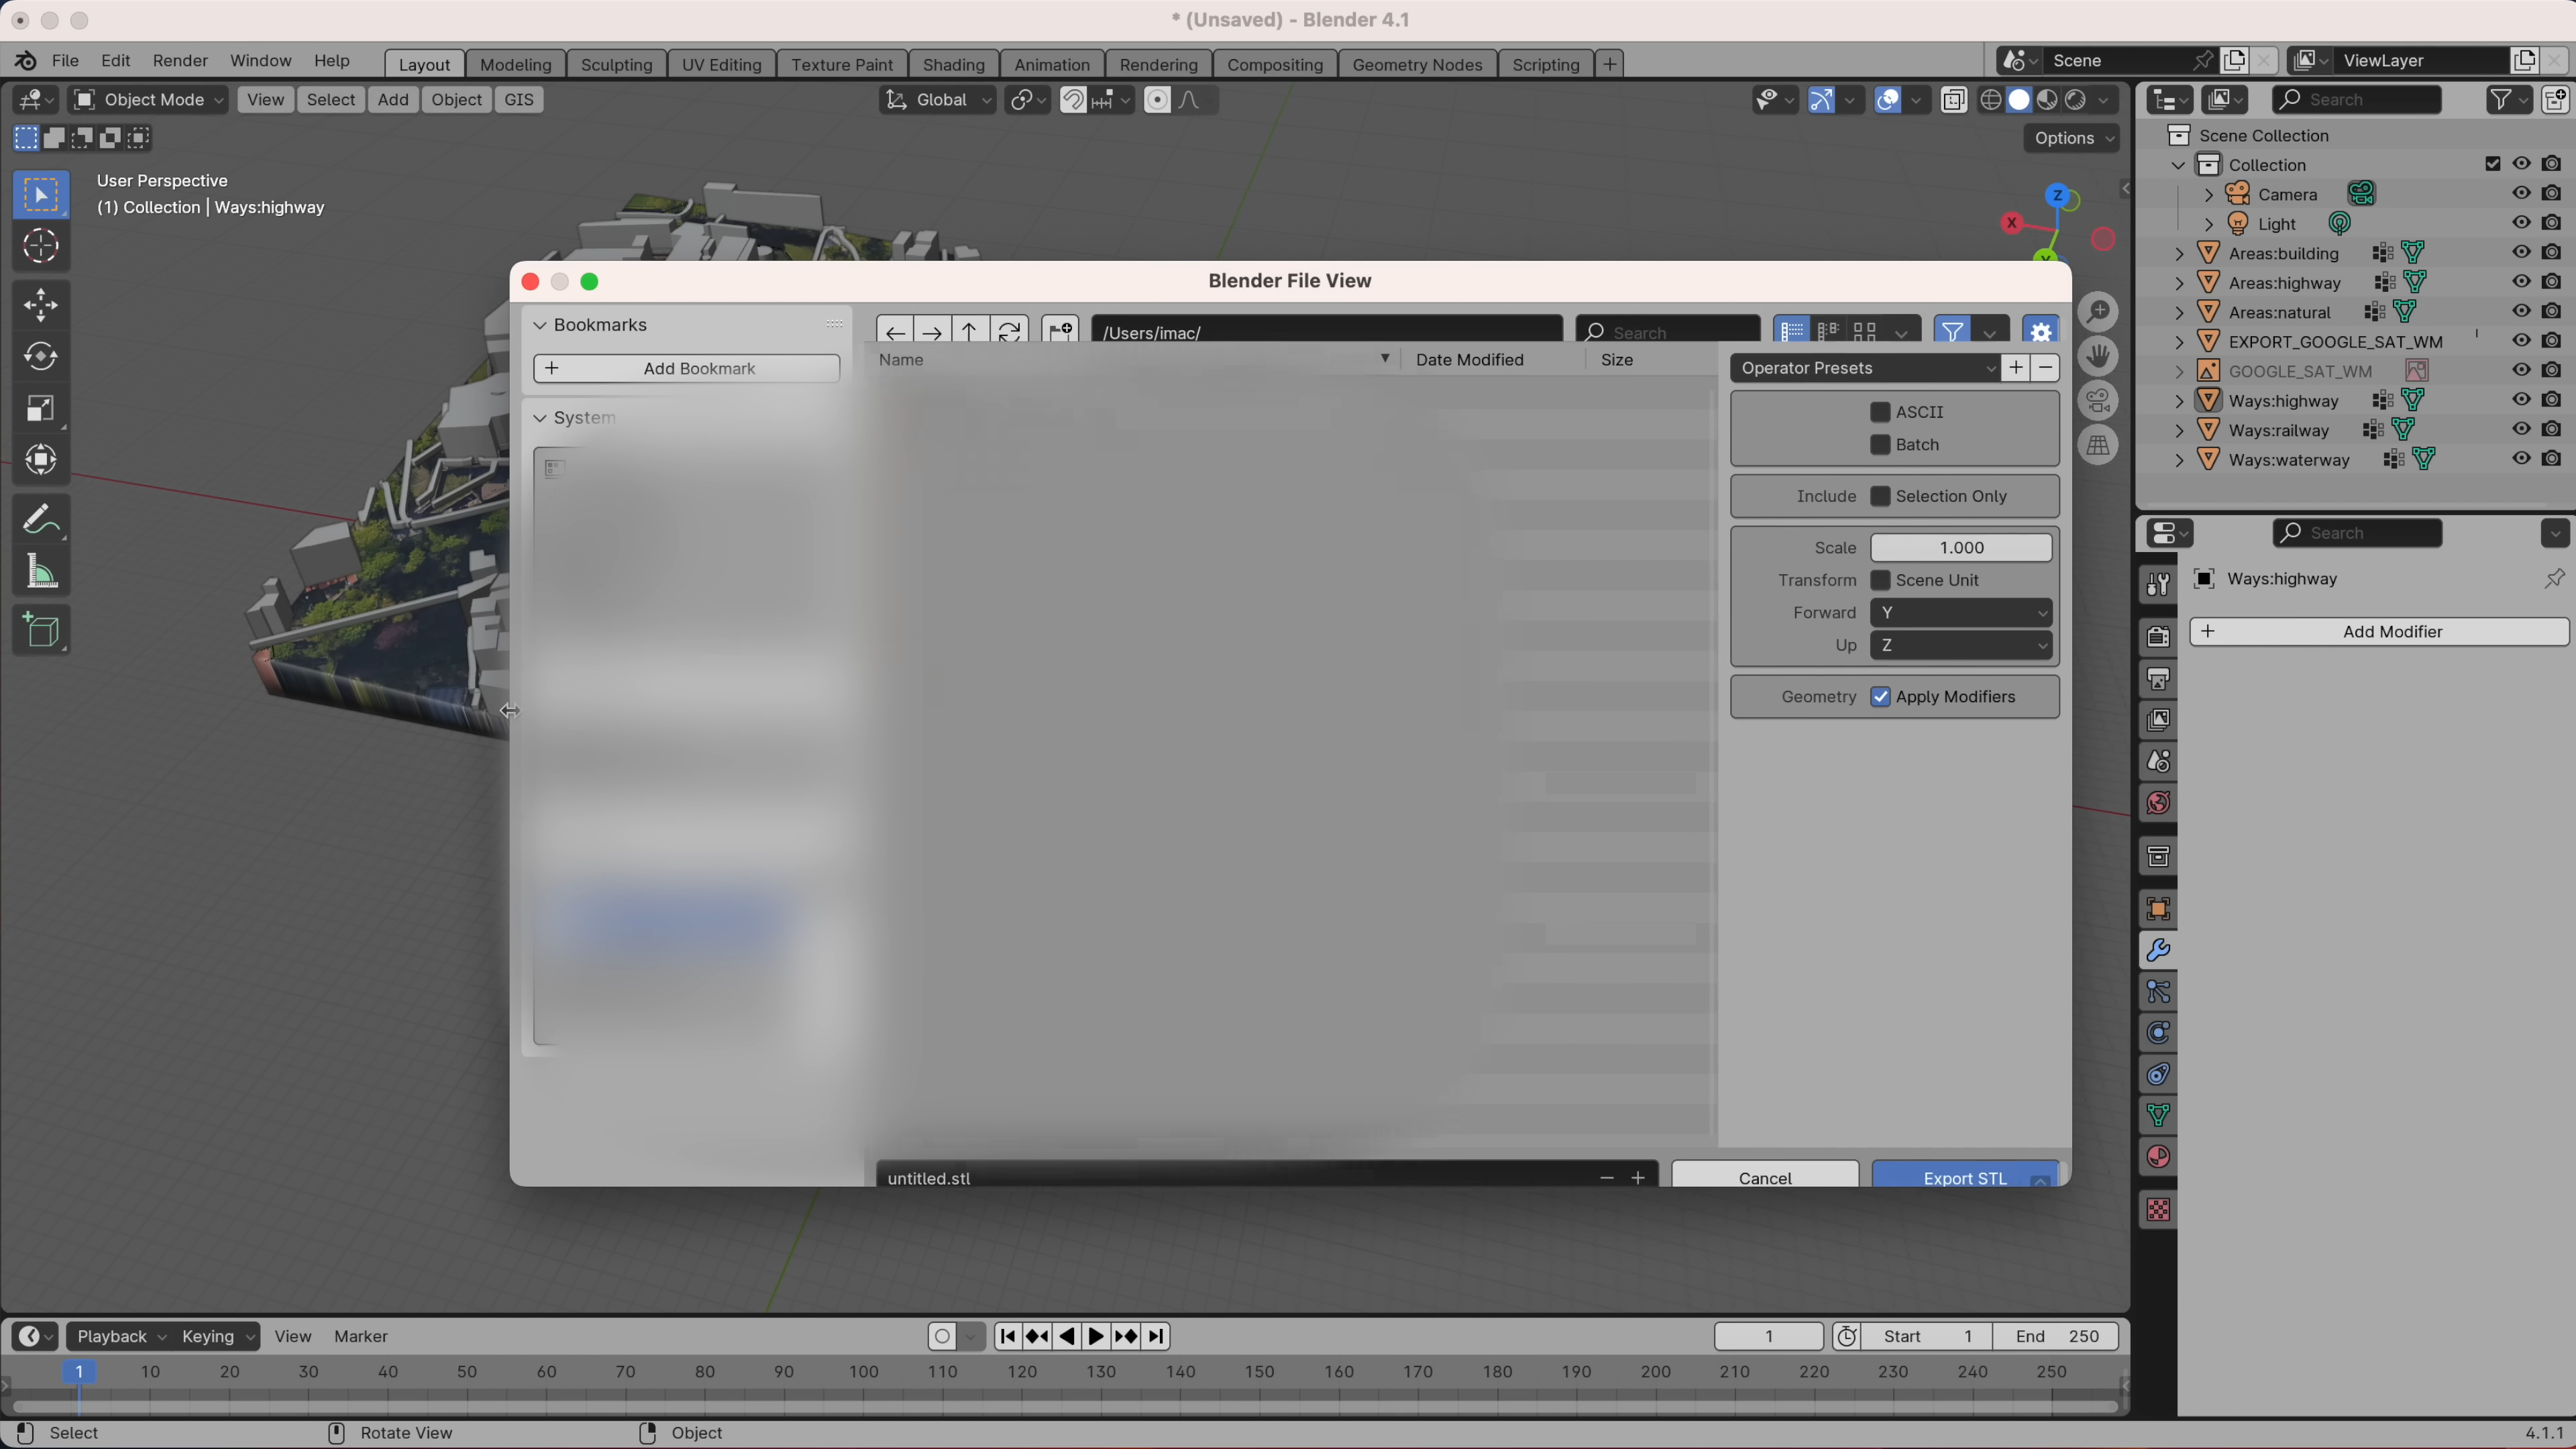 * (Unsaved) - Blender 4.1
File Edit Render Window Help Layout Modeling Sculpting UV Editing Texture Paint Shading Animation Rendering Compositing Geometry Nodes Scripting + Scene ViewLayer
Object Mode View Select Add Object GIS Global Search
Options
User Perspective
(1) Collection | Ways:highway
Z
X
Y
Scene Collection
Collection
Camera
Light
Areas:building
Areas:highway
Areas:natural
EXPORT_GOOGLE_SAT_WM
GOOGLE_SAT_WM
Ways:highway
Ways:railway
Ways:waterway
Search
Ways:highway
+ Add Modifier
Blender File View
Bookmarks
+ Add Bookmark
System
/Users/imac/ Search
Name Date Modified Size
Operator Presets + −
ASCII
Batch
Include Selection Only
Scale 1.000
Transform Scene Unit
Forward Y
Up Z
Geometry Apply Modifiers
untitled.stl − + Cancel Export STL
Playback Keying View Marker 1 Start 1 End 250
1 10 20 30 40 50 60 70 80 90 100 110 120 130 140 150 160 170 180 190 200 210 220 230 240 250
Select Rotate View Object 4.1.1